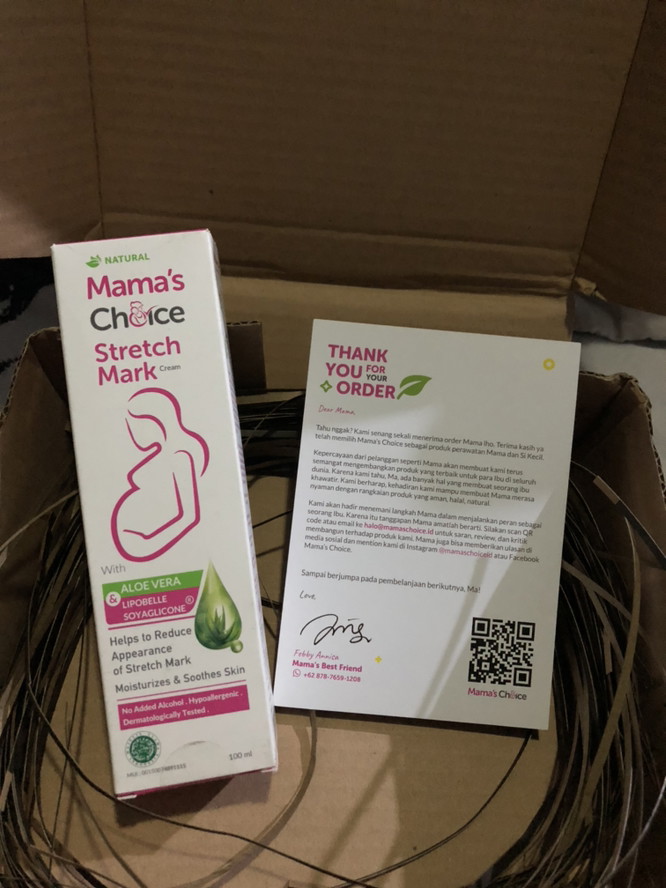 NATURAL
Mama's
Choice
Stretch
Mark Cream
With
ALOE VERA
& LIPOBELLE
SOYAGLICONE
Helps to Reduce
Appearance
of Stretch Mark
Moisturizes & Soothes Skin
No Added Alcohol . Hypoallergenic .
Dermatologically Tested .
100 ml
THANK
YOU FOR YOUR
ORDER
Dear Mama,
Tahu nggak? Kami senang sekali menerima order Mama lho. Terima kasih ya
telah memilih Mama's Choice sebagai produk perawatan Mama dan Si Kecil.
Kepercayaan dari pelanggan seperti Mama akan membuat kami terus
semangat mengembangkan produk yang terbaik untuk para Ibu di seluruh
dunia. Karena kami tahu, Ma, ada banyak hal yang membuat seorang ibu
khawatir. Kami berharap, kehadiran kami mampu membuat Mama merasa
nyaman dengan rangkaian produk yang aman, halal, natural.
Kami akan hadir menemani langkah Mama dalam menjalankan peran sebagai
seorang Ibu. Karena itu tanggapan Mama amatlah berarti. Silakan scan QR
code atau email ke halo@mamaschoice.id untuk saran, review, dan kritik
membangun terhadap produk kami. Mama juga bisa memberikan ulasan di
media sosial dan mention kami di Instagram @mamaschoiceid atau Facebook
Mama's Choice.
Sampai berjumpa pada pembelanjaan berikutnya, Ma!
Love,
Febby Annisa
Mama's Best Friend
+62 878-7659-1208
Mama's Choice